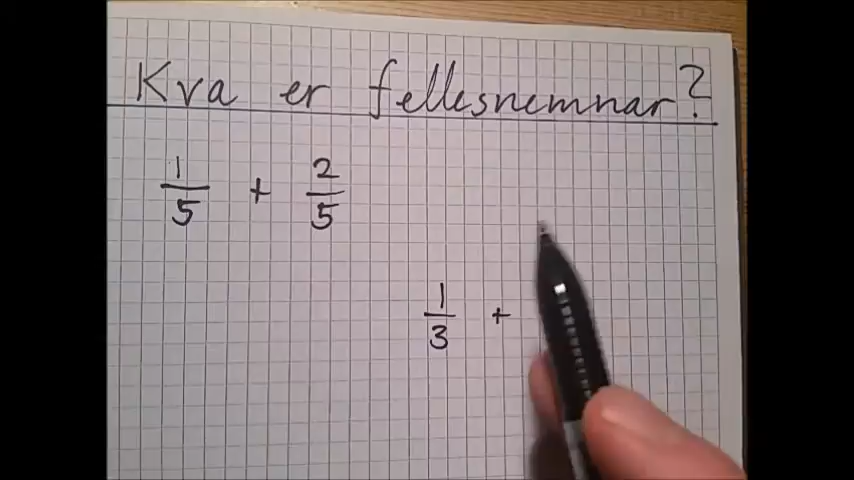 Kva er fellesnemnar?
1/5 + 2/5
1/3 +